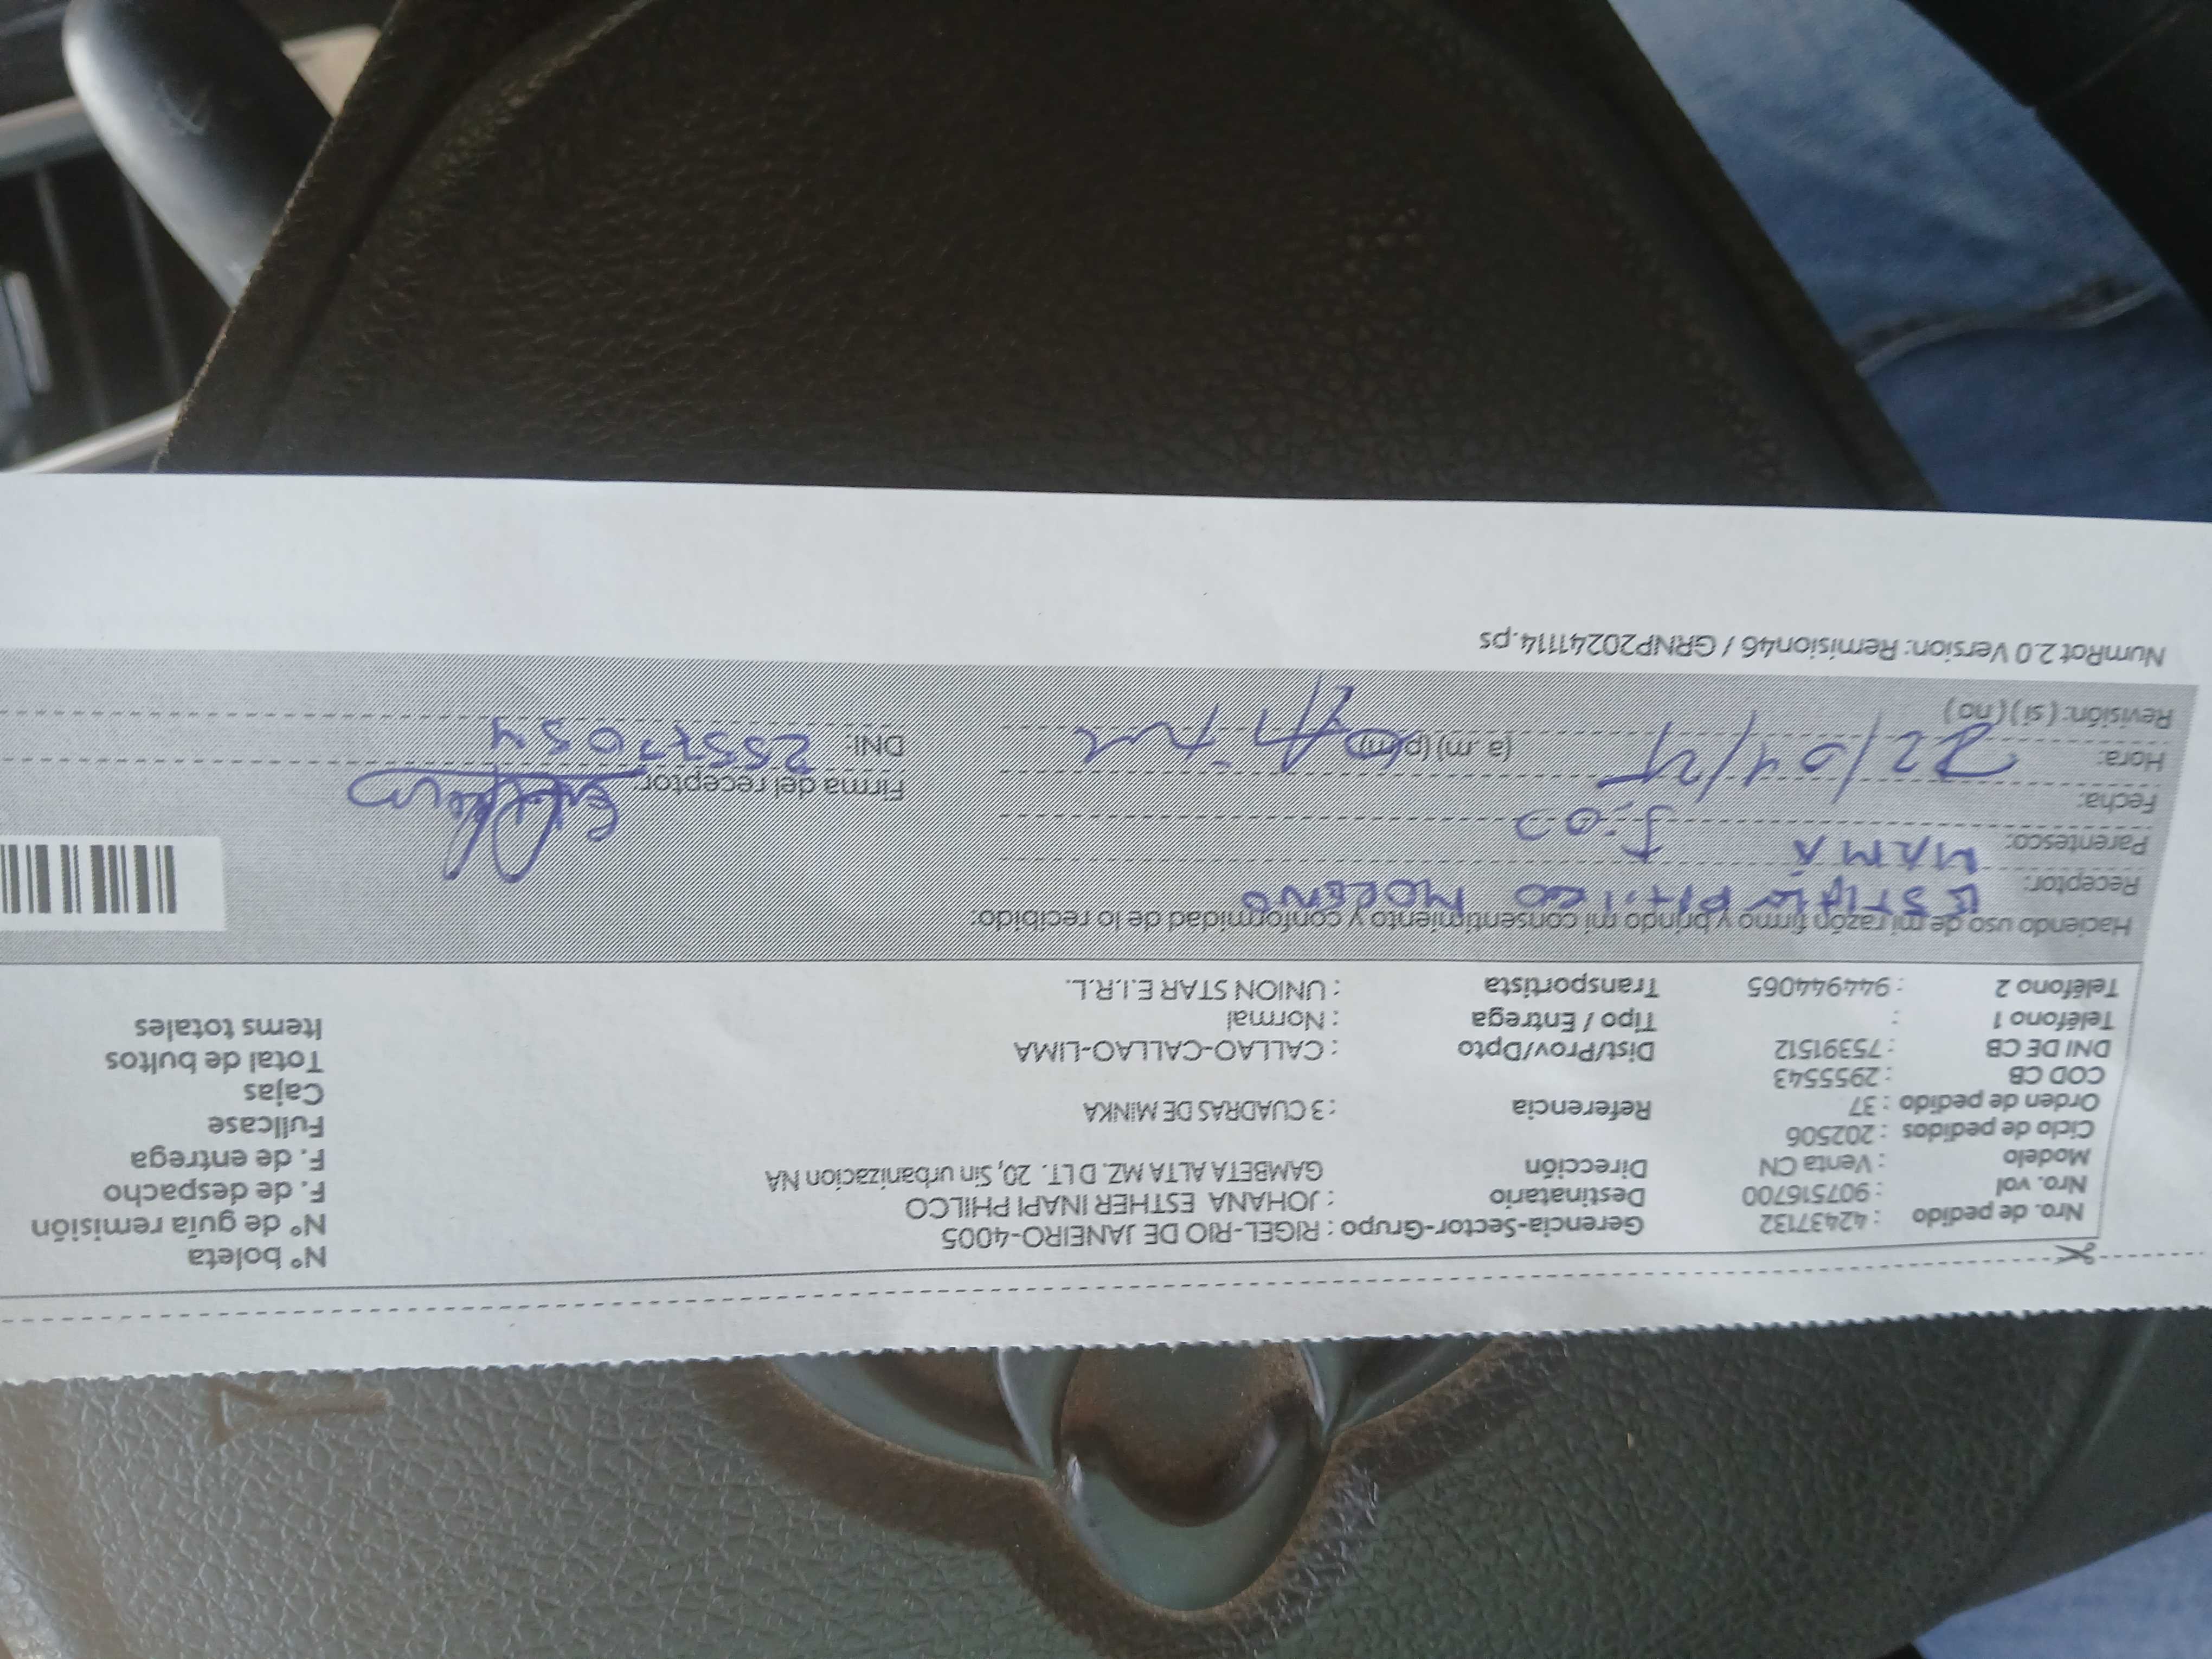 Nro. de pedido : 42437132 Gerencia-Sector-Grupo : RIGEL-RIO DE JANEIRO-4005 N° boleta
Nro. vol : 907516700 Destinatario : JOHANA ESTHER INAPI PHILCO N° de guía remisión
Modelo : Venta CN Dirección GAMBETA ALTA MZ. D LT. 20, Sin urbanizacion NA F. de despacho
Ciclo de pedidos : 202506 F. de entrega
Orden de pedido : 37 Referencia : 3 CUADRAS DE MINKA Fullcase
COD CB : 2955543 Cajas
DNI DE CB : 75391512 Dist/Prov/Dpto : CALLAO-CALLAO-LIMA Total de bultos
Teléfono 1 : Tipo / Entrega : Normal Items totales
Teléfono 2 : 944944065 Transportista : UNION STAR E.I.R.L.
Haciendo uso de mi razón firmo y brindo mi consentimiento y conformidad de lo recibido:
Receptor: MORENO
Parentesco: MAMÁ
Fecha: 5:00 Firma del receptor:
Hora: 22/04/25 (a.m) (p.m) DNI:
Revisión: (si) (no)
NumRot 2.0 Version: Remision46 / GRNP20241114.ps